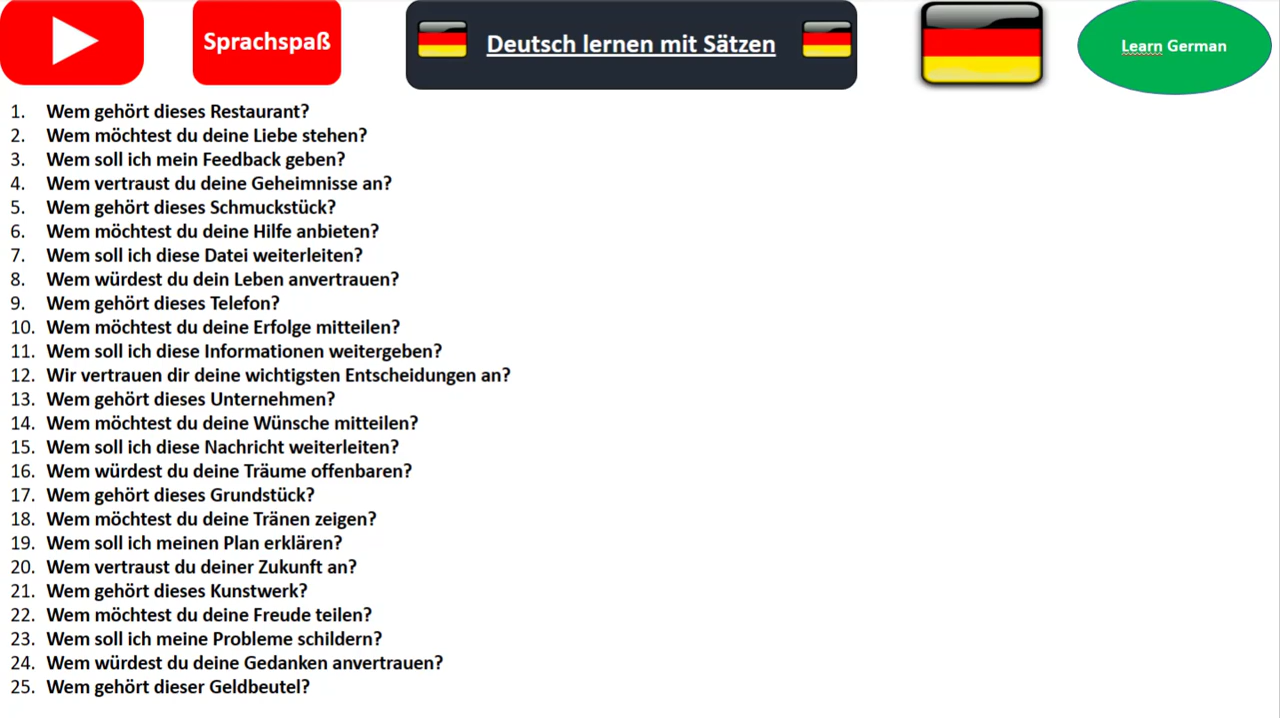 Sprachspaß
Deutsch lernen mit Sätzen
Learn German
1. Wem gehört dieses Restaurant?
2. Wem möchtest du deine Liebe stehen?
3. Wem soll ich mein Feedback geben?
4. Wem vertraust du deine Geheimnisse an?
5. Wem gehört dieses Schmuckstück?
6. Wem möchtest du deine Hilfe anbieten?
7. Wem soll ich diese Datei weiterleiten?
8. Wem würdest du dein Leben anvertrauen?
9. Wem gehört dieses Telefon?
10. Wem möchtest du deine Erfolge mitteilen?
11. Wem soll ich diese Informationen weitergeben?
12. Wir vertrauen dir deine wichtigsten Entscheidungen an?
13. Wem gehört dieses Unternehmen?
14. Wem möchtest du deine Wünsche mitteilen?
15. Wem soll ich diese Nachricht weiterleiten?
16. Wem würdest du deine Träume offenbaren?
17. Wem gehört dieses Grundstück?
18. Wem möchtest du deine Tränen zeigen?
19. Wem soll ich meinen Plan erklären?
20. Wem vertraust du deiner Zukunft an?
21. Wem gehört dieses Kunstwerk?
22. Wem möchtest du deine Freude teilen?
23. Wem soll ich meine Probleme schildern?
24. Wem würdest du deine Gedanken anvertrauen?
25. Wem gehört dieser Geldbeutel?